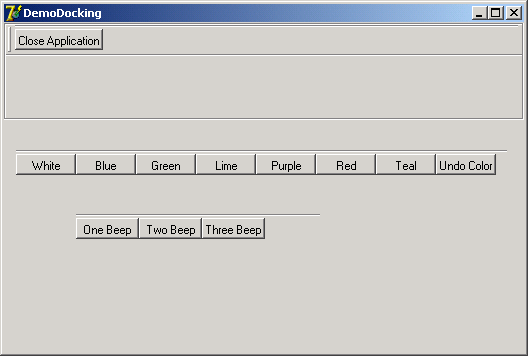 DemoDocking
Close Application
White Blue Green Lime Purple Red Teal Undo Color
One Beep Two Beep Three Beep